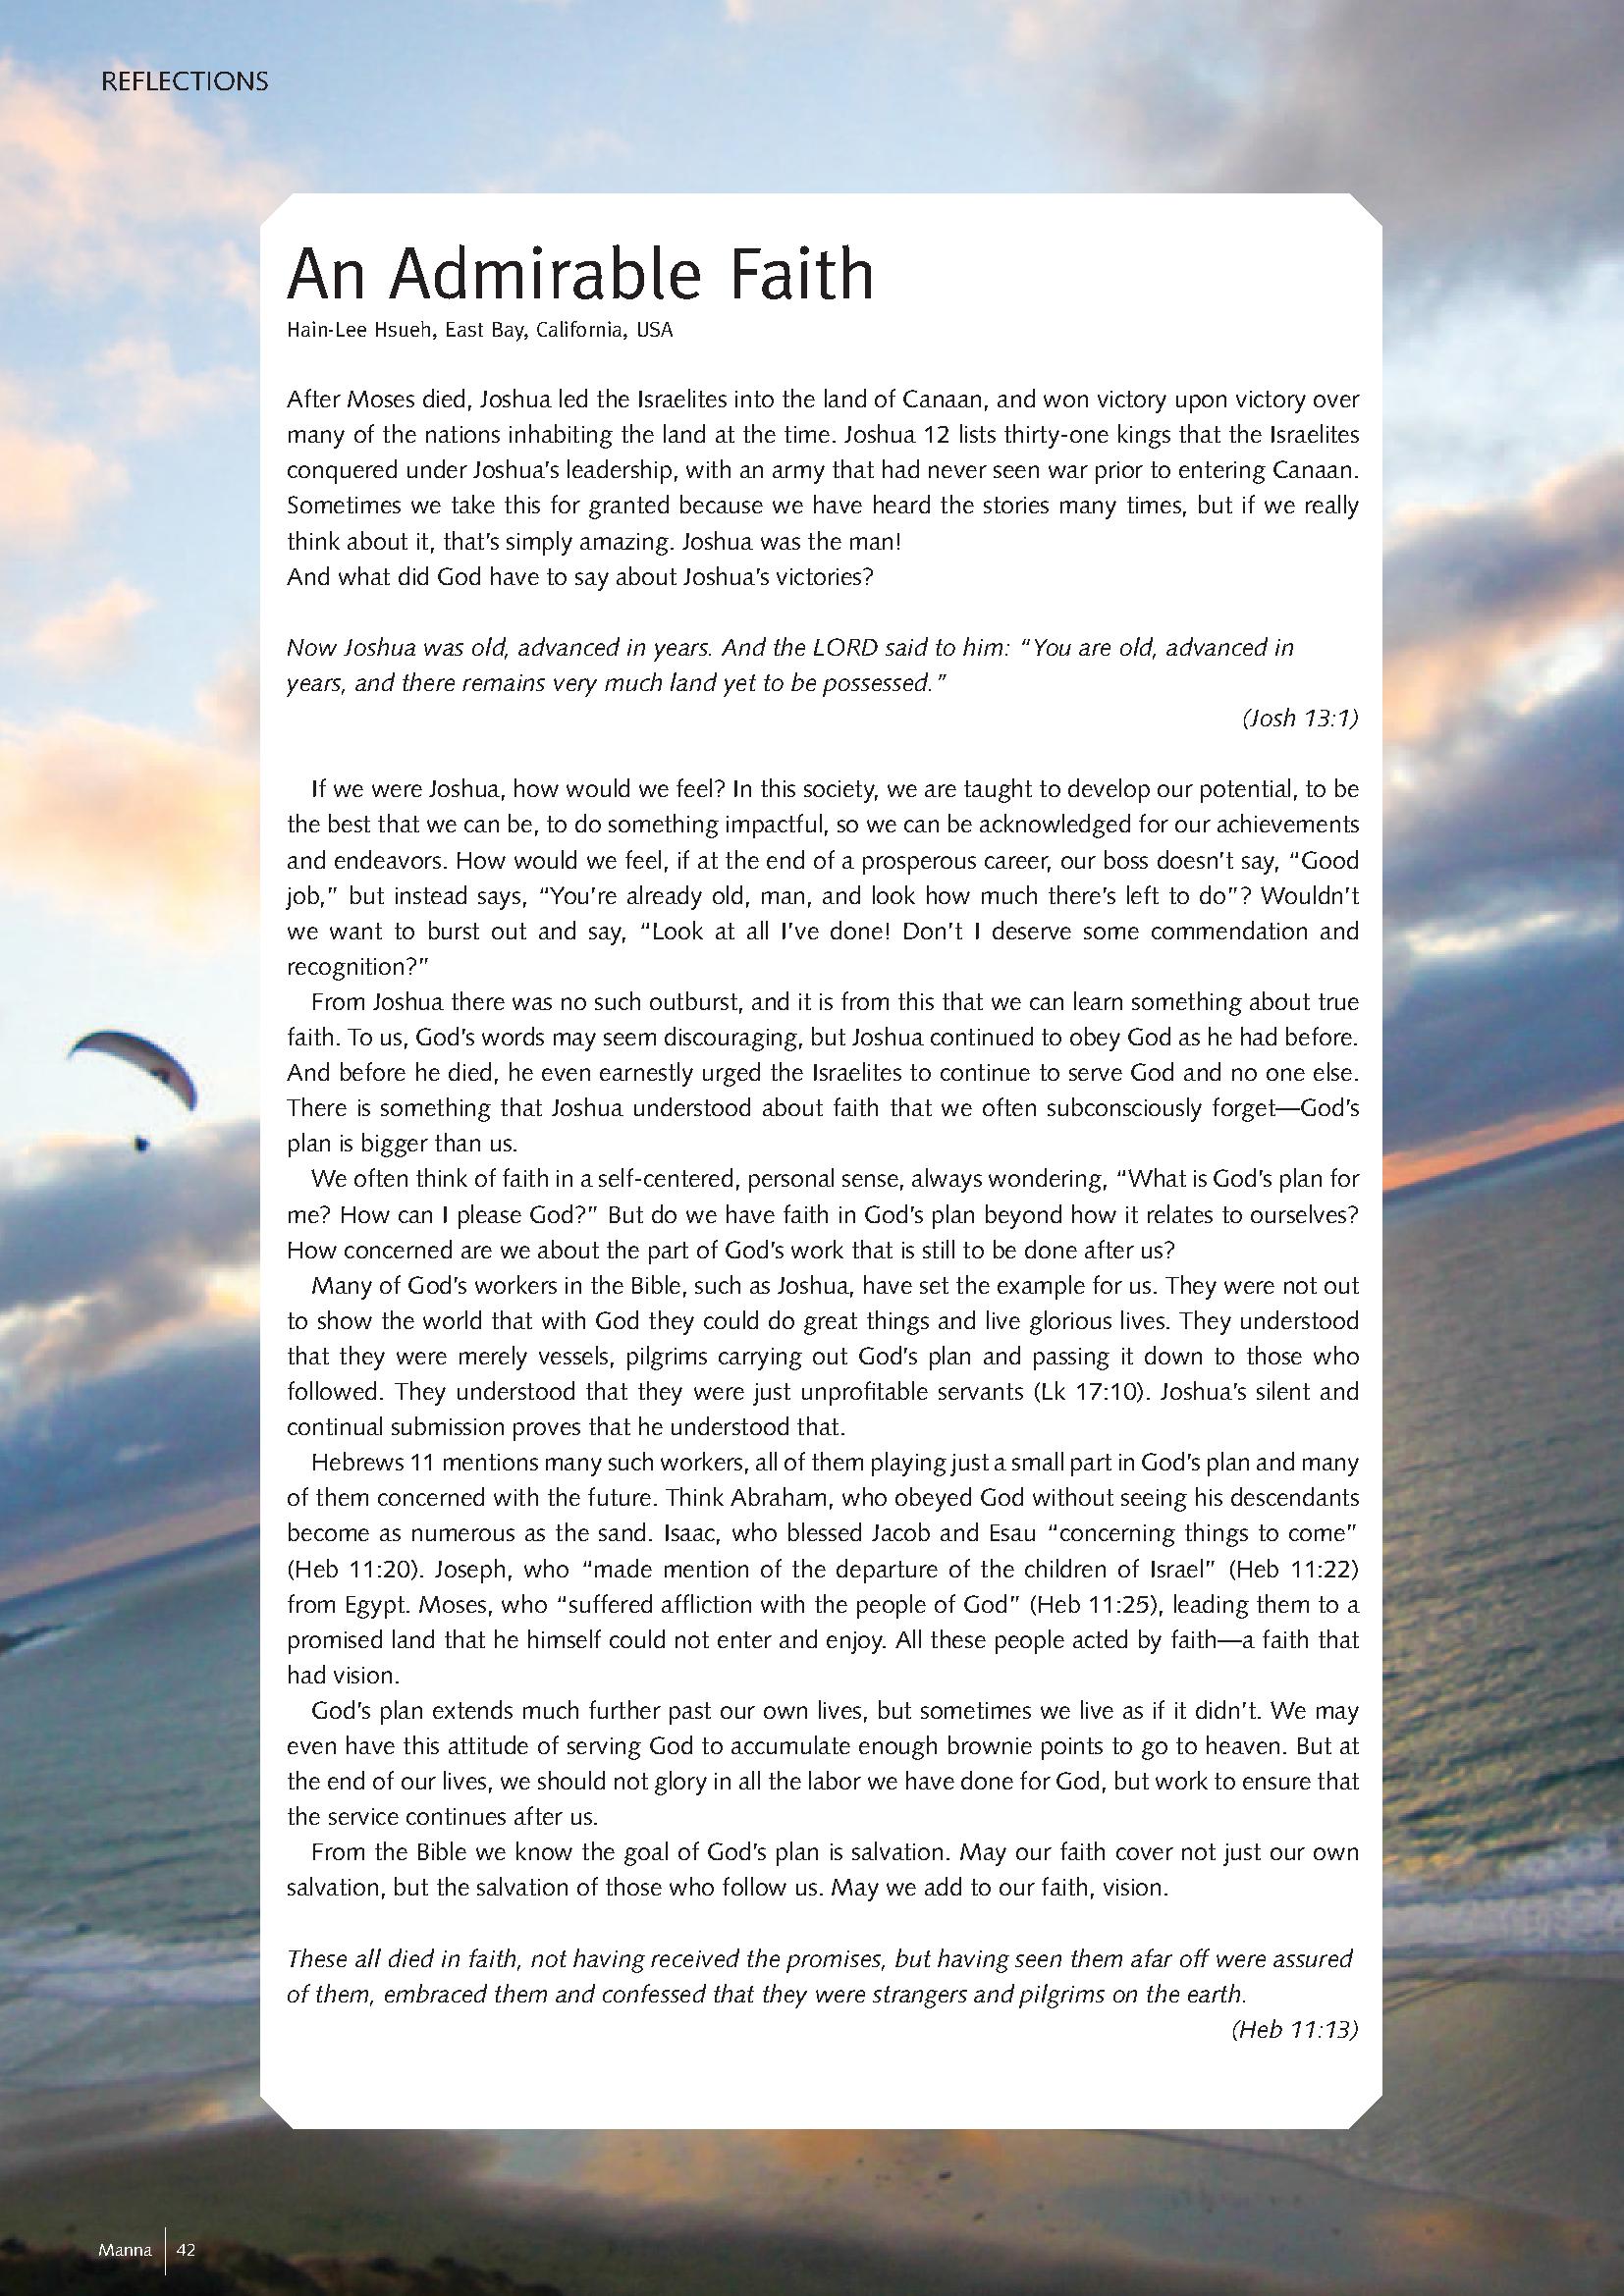 REFLECTIONS
An Admirable Faith
Hain-Lee Hsueh, East Bay, California, USA
After Moses died, Joshua led the Israelites into the land of Canaan, and won victory upon victory over
many of the nations inhabiting the land at the time. Joshua 12 lists thirty-one kings that the Israelites
conquered under Joshua's leadership, with an army that had never seen war prior to entering Canaan.
Sometimes we take this for granted because we have heard the stories many times, but if we really
think about it, that's simply amazing. Joshua was the man!
And what did God have to say about Joshua's victories?
Now Joshua was old, advanced in years. And the LORD said to him: “You are old, advanced in
years, and there remains very much land yet to be possessed.”
(Josh 13:1)
If we were Joshua, how would we feel? In this society, we are taught to develop our potential, to be
the best that we can be, to do something impactful, so we can be acknowledged for our achievements
and endeavors. How would we feel, if at the end of a prosperous career, our boss doesn't say, “Good
job,” but instead says, “You're already old, man, and look how much there's left to do”? Wouldn't
we want to burst out and say, “Look at all I've done! Don't I deserve some commendation and
recognition?”
From Joshua there was no such outburst, and it is from this that we can learn something about true
faith. To us, God's words may seem discouraging, but Joshua continued to obey God as he had before.
And before he died, he even earnestly urged the Israelites to continue to serve God and no one else.
There is something that Joshua understood about faith that we often subconsciously forget—God's
plan is bigger than us.
We often think of faith in a self-centered, personal sense, always wondering, “What is God's plan for
me? How can I please God?” But do we have faith in God's plan beyond how it relates to ourselves?
How concerned are we about the part of God's work that is still to be done after us?
Many of God's workers in the Bible, such as Joshua, have set the example for us. They were not out
to show the world that with God they could do great things and live glorious lives. They understood
that they were merely vessels, pilgrims carrying out God's plan and passing it down to those who
followed. They understood that they were just unprofitable servants (Lk 17:10). Joshua's silent and
continual submission proves that he understood that.
Hebrews 11 mentions many such workers, all of them playing just a small part in God's plan and many
of them concerned with the future. Think Abraham, who obeyed God without seeing his descendants
become as numerous as the sand. Isaac, who blessed Jacob and Esau “concerning things to come”
(Heb 11:20). Joseph, who “made mention of the departure of the children of Israel” (Heb 11:22)
from Egypt. Moses, who “suffered affliction with the people of God” (Heb 11:25), leading them to a
promised land that he himself could not enter and enjoy. All these people acted by faith—a faith that
had vision.
God's plan extends much further past our own lives, but sometimes we live as if it didn't. We may
even have this attitude of serving God to accumulate enough brownie points to go to heaven. But at
the end of our lives, we should not glory in all the labor we have done for God, but work to ensure that
the service continues after us.
From the Bible we know the goal of God's plan is salvation. May our faith cover not just our own
salvation, but the salvation of those who follow us. May we add to our faith, vision.
These all died in faith, not having received the promises, but having seen them afar off were assured
of them, embraced them and confessed that they were strangers and pilgrims on the earth.
(Heb 11:13)
Manna 42